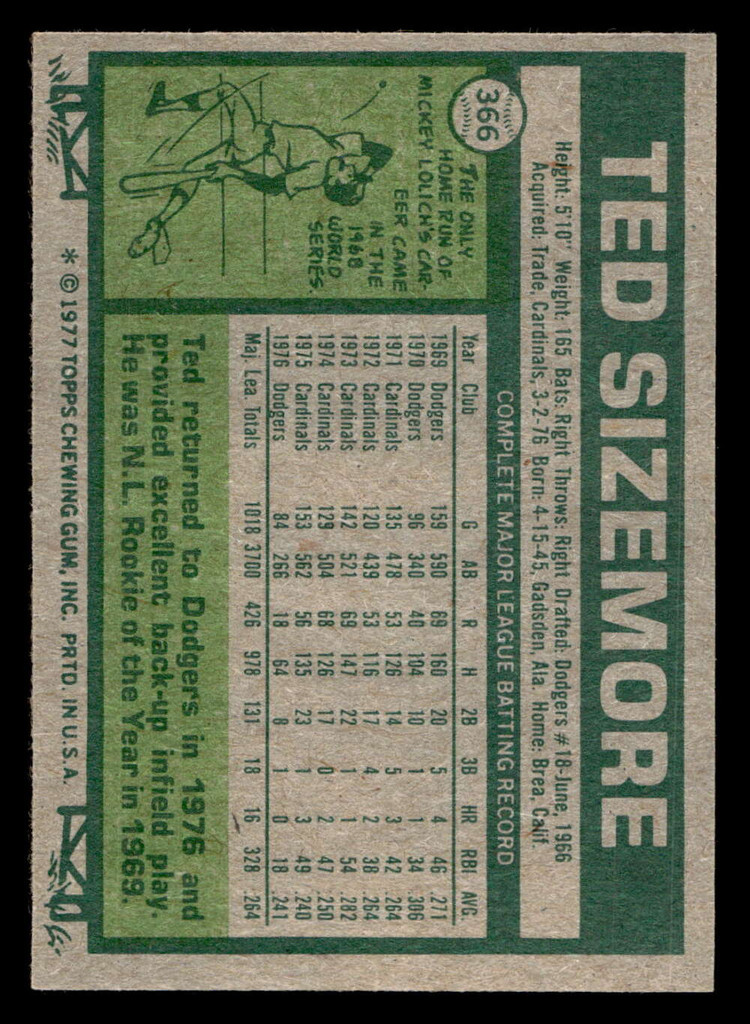 366
TED SIZEMORE
Height: 5'10" Weight: 165 Bats: Right Throws: Right Drafted: Dodgers #18-June, 1966
Acquired: Trade, Cardinals, 3-2-76 Born: 4-15-45, Gadsden, Ala. Home: Brea, Calif.
COMPLETE MAJOR LEAGUE BATTING RECORD
Year Club G AB R H 2B 3B HR RBI AVG.
1969 Dodgers 159 590 69 160 20 5 4 46 .271
1970 Dodgers 96 340 40 104 10 1 1 34 .306
1971 Cardinals 135 478 53 126 14 5 3 42 .264
1972 Cardinals 120 439 53 116 17 4 2 38 .264
1973 Cardinals 142 521 69 147 22 1 1 54 .282
1974 Cardinals 129 504 68 126 17 0 2 47 .250
1975 Cardinals 153 562 56 135 23 1 3 49 .240
1976 Dodgers 84 266 18 64 8 1 0 18 .241
Maj. Lea. Totals 1018 3700 426 978 131 18 16 328 .264
THE ONLY
HOME RUN OF
MICKEY LOLICH'S CAR-
EER CAME
IN THE
1968
WORLD
SERIES.
Ted returned to Dodgers in 1976 and
provided excellent back-up infield play.
He was N.L. Rookie of the Year in 1969.
* © 1977 TOPPS CHEWING GUM, INC. PRTD. IN U.S.A.